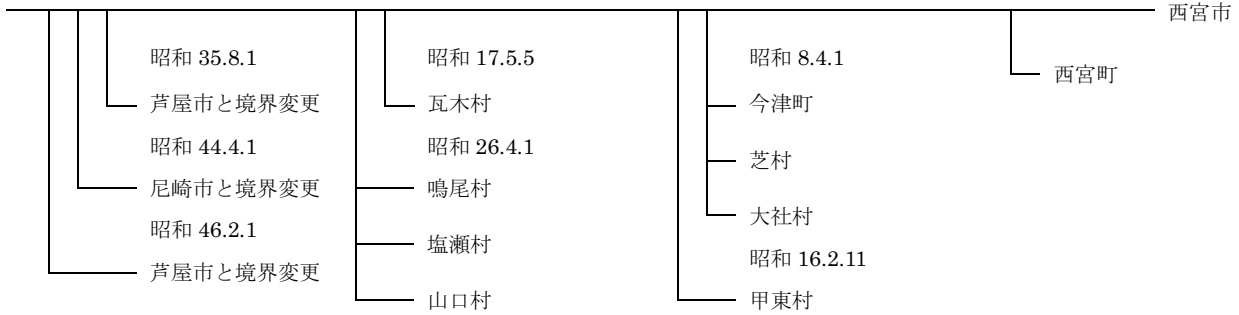 西宮市
西宮町
昭和 8.4.1
今津町
芝村
大社村
昭和 16.2.11
甲東村
昭和 17.5.5
瓦木村
昭和 26.4.1
鳴尾村
塩瀬村
山口村
昭和 35.8.1
芦屋市と境界変更
昭和 44.4.1
尼崎市と境界変更
昭和 46.2.1
芦屋市と境界変更